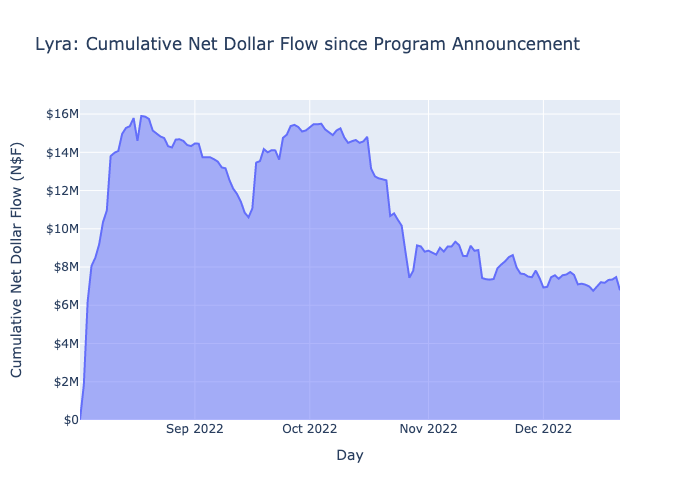 Lyra: Cumulative Net Dollar Flow since Program Announcement
Cumulative Net Dollar Flow (N$F)
$16M
$14M
$12M
$10M
$8M
$6M
$4M
$2M
$0
Sep 2022
Oct 2022
Nov 2022
Dec 2022
Day